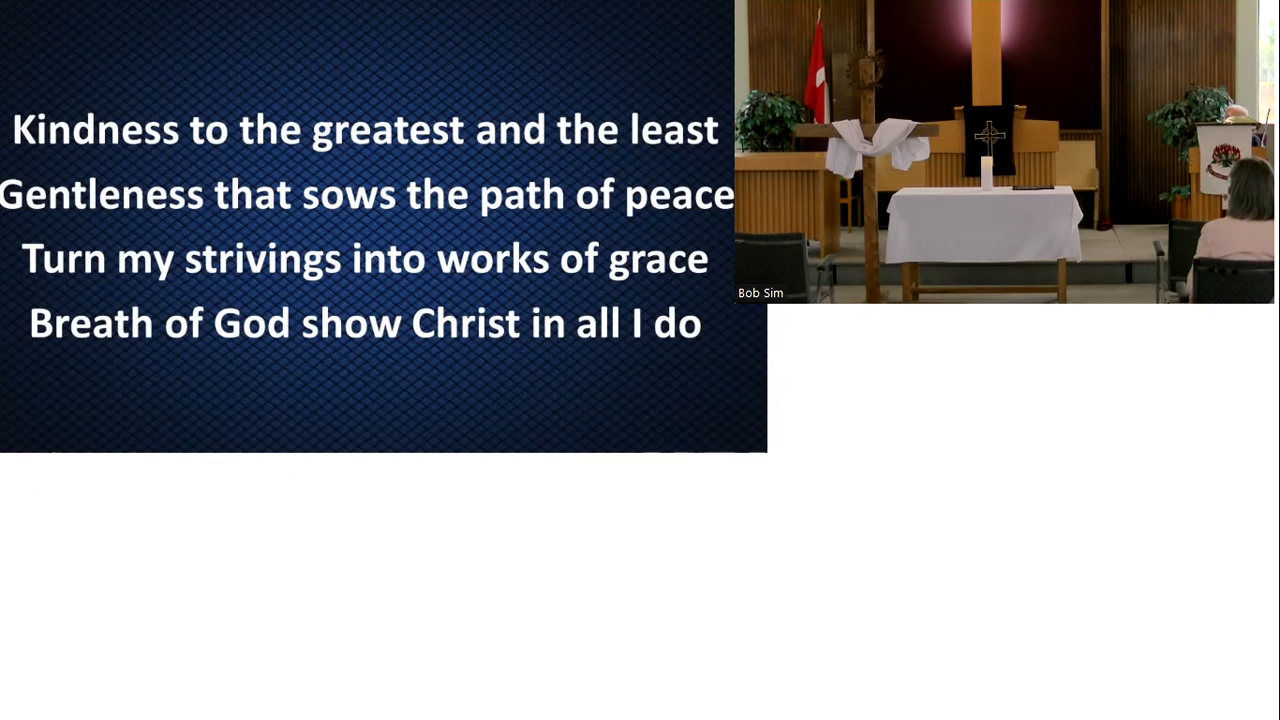 Kindness to the greatest and the least
Gentleness that sows the path of peace
Turn my strivings into works of grace
Breath of God show Christ in all I do
Bob Sim